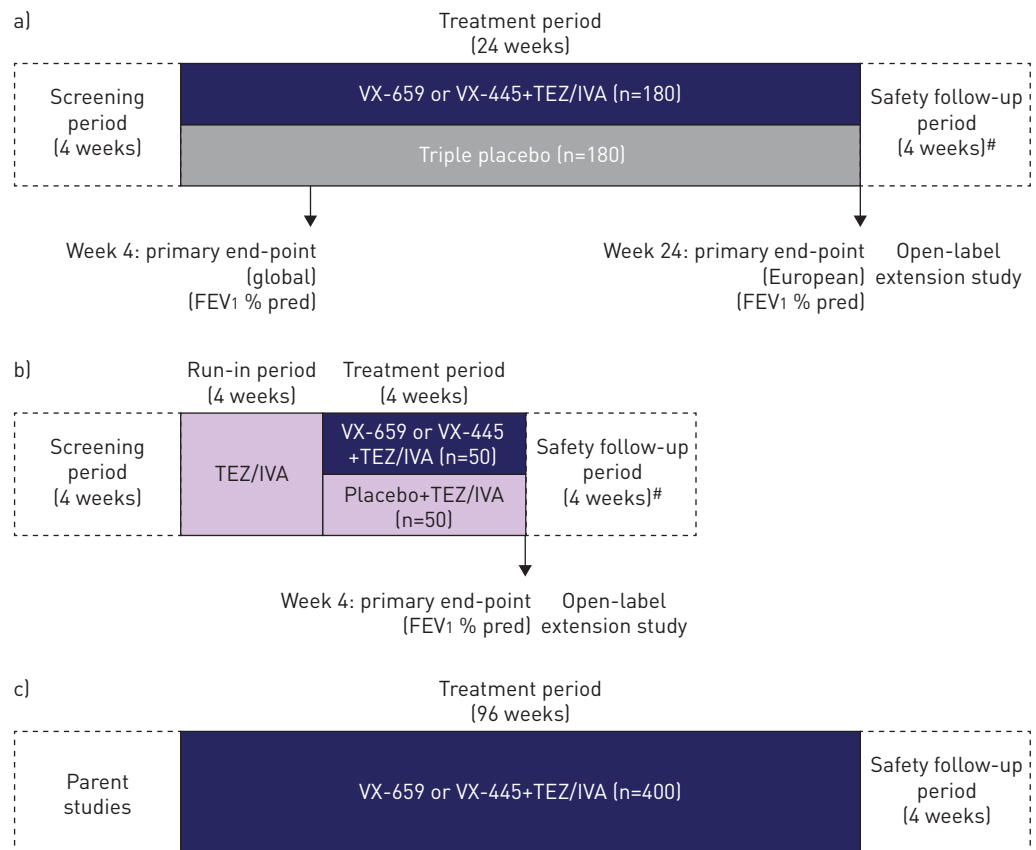 a)
Treatment period
(24 weeks)
Screening
period
(4 weeks)
VX-659 or VX-445+TEZ/IVA (n=180)
Triple placebo (n=180)
Safety follow-up
period
(4 weeks)#
Week 4: primary end-point
(global)
(FEV1 % pred)
Week 24: primary end-point
(European)
(FEV1 % pred)
Open-label
extension study
b)
Run-in period
(4 weeks)
Treatment period
(4 weeks)
Screening
period
(4 weeks)
TEZ/IVA
VX-659 or VX-445
+TEZ/IVA (n=50)
Placebo+TEZ/IVA
(n=50)
Safety follow-up
period
(4 weeks)#
Week 4: primary end-point
(FEV1 % pred)
Open-label
extension study
c)
Treatment period
(96 weeks)
Parent
studies
VX-659 or VX-445+TEZ/IVA (n=400)
Safety follow-up
period
(4 weeks)